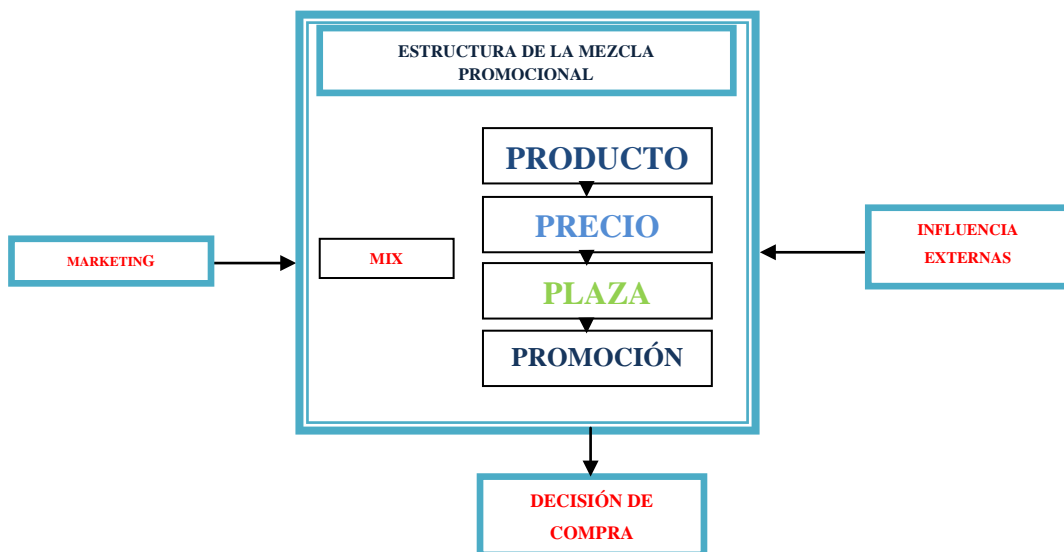 ESTRUCTURA DE LA MEZCLA
PROMOCIONAL
PRODUCTO
PRECIO
PLAZA
PROMOCIÓN
MIX
MARKETING
INFLUENCIA
EXTERNAS
DECISIÓN DE
COMPRA